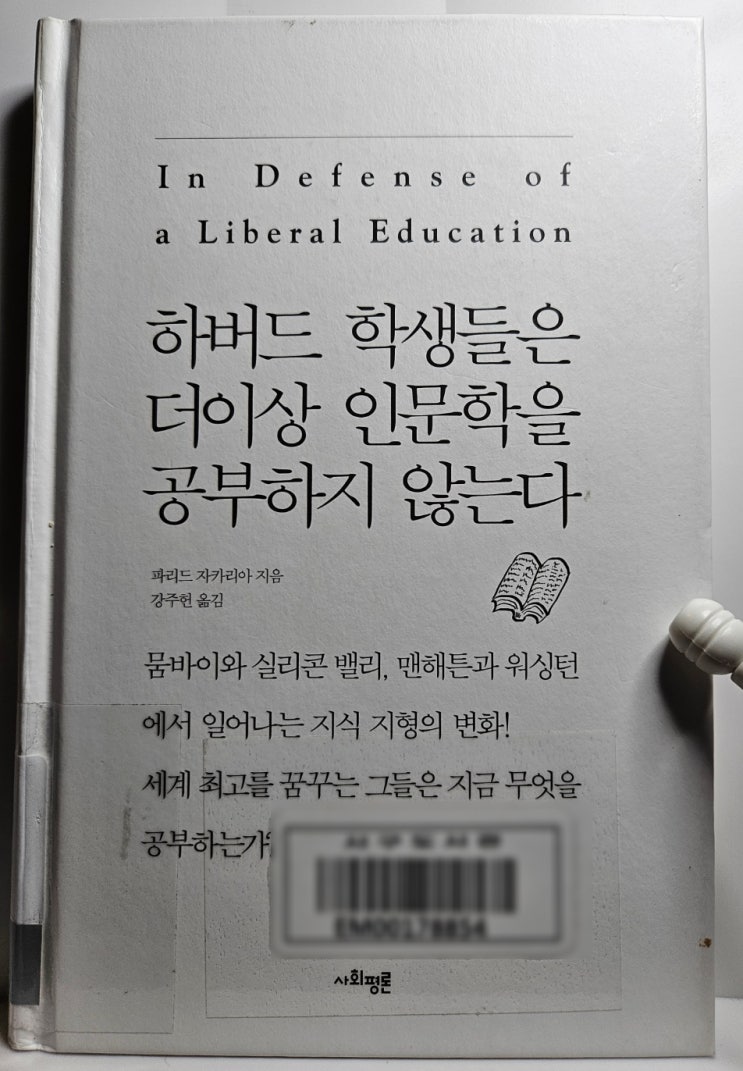 In Defense of
a Liberal Education
하버드 학생들은
더이상 인문학을
공부하지 않는다
파리드 자카리아 지음
강주헌 옮김
뭄바이와 실리콘 밸리, 맨해튼과 워싱턴
에서 일어나는 지식 지형의 변화!
세계 최고를 꿈꾸는 그들은 지금 무엇을
공부하는가
사회평론